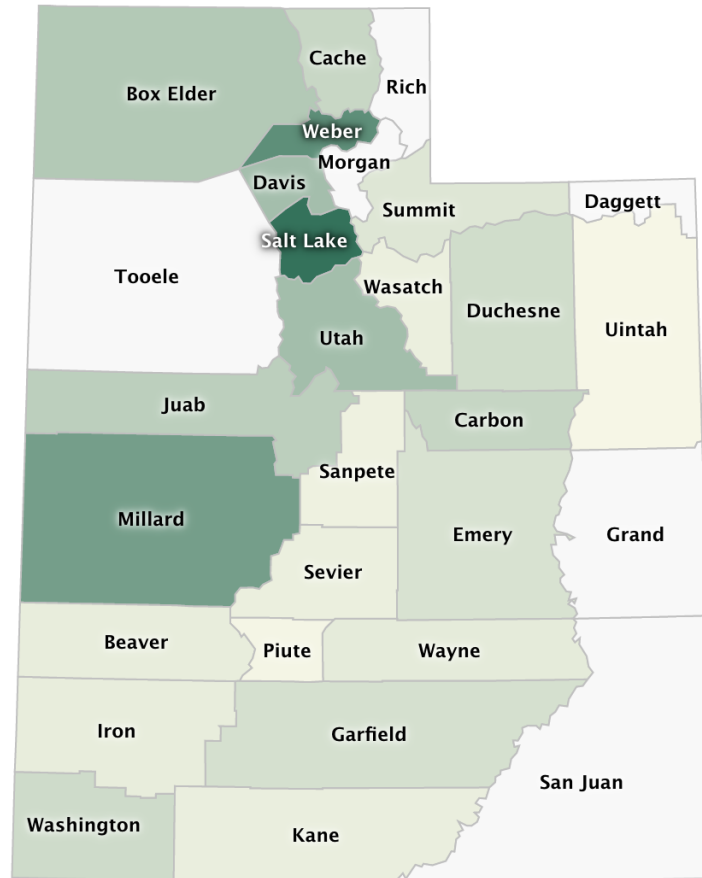 Cache
Rich
Box Elder
Weber
Morgan
Davis
Summit
Daggett
Salt Lake
Tooele
Wasatch
Duchesne
Uintah
Utah
Juab
Carbon
Sanpete
Millard
Emery
Grand
Sevier
Beaver
Piute
Wayne
Iron
Garfield
San Juan
Washington
Kane